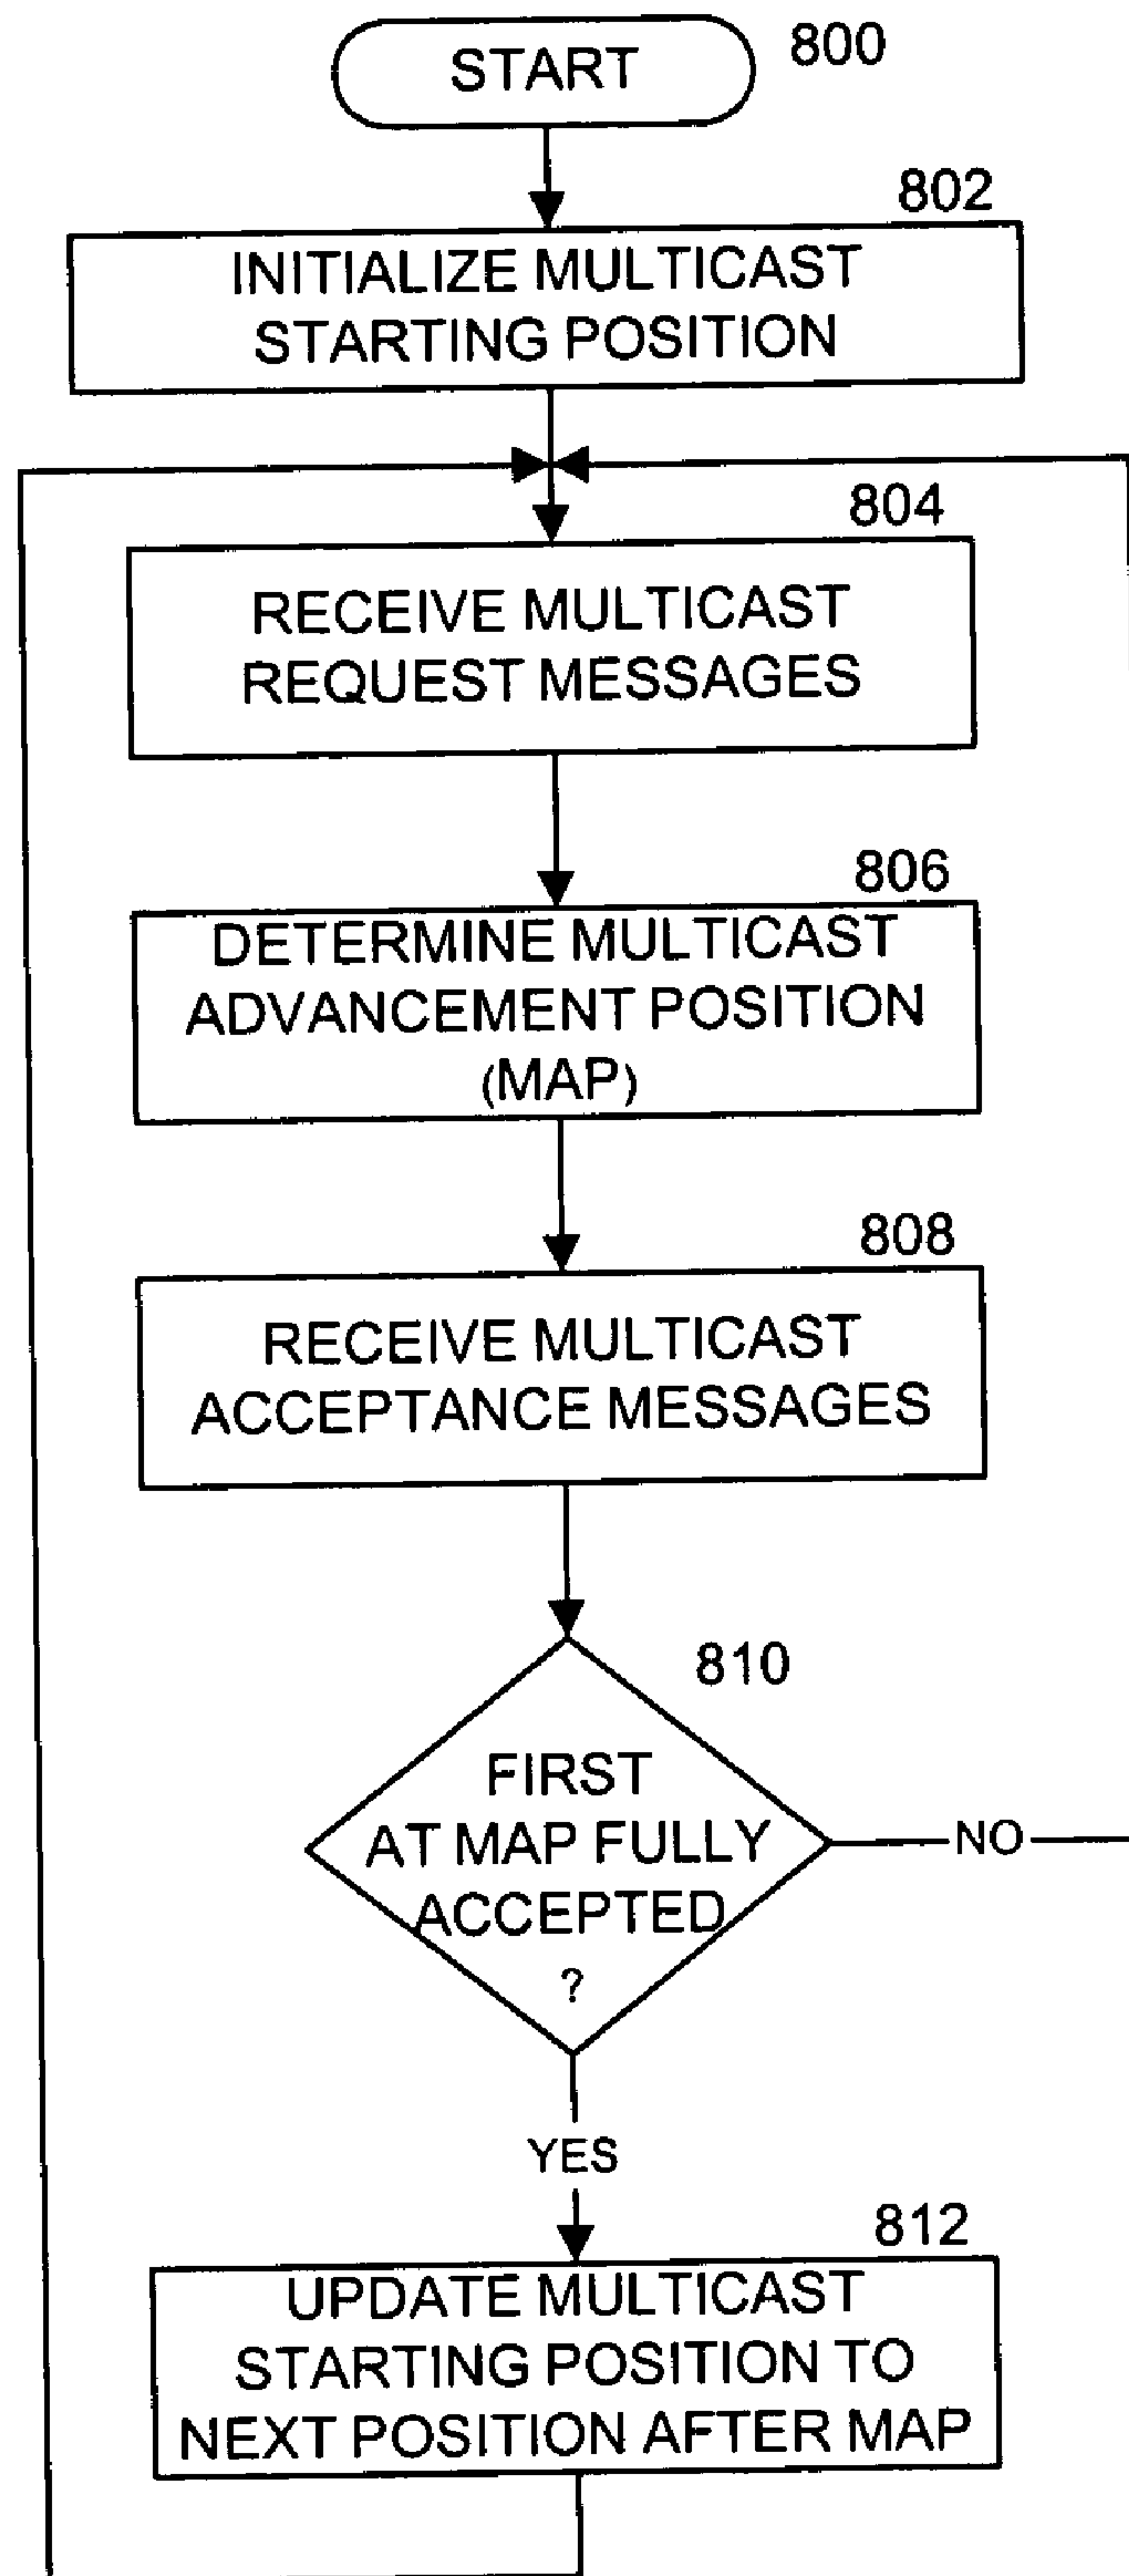 START
800
802
INITIALIZE MULTICAST
STARTING POSITION
804
RECEIVE MULTICAST
REQUEST MESSAGES
806
DETERMINE MULTICAST
ADVANCEMENT POSITION
(MAP)
808
RECEIVE MULTICAST
ACCEPTANCE MESSAGES
810
FIRST
AT MAP FULLY
ACCEPTED
?
NO
YES
812
UPDATE MULTICAST
STARTING POSITION TO
NEXT POSITION AFTER MAP